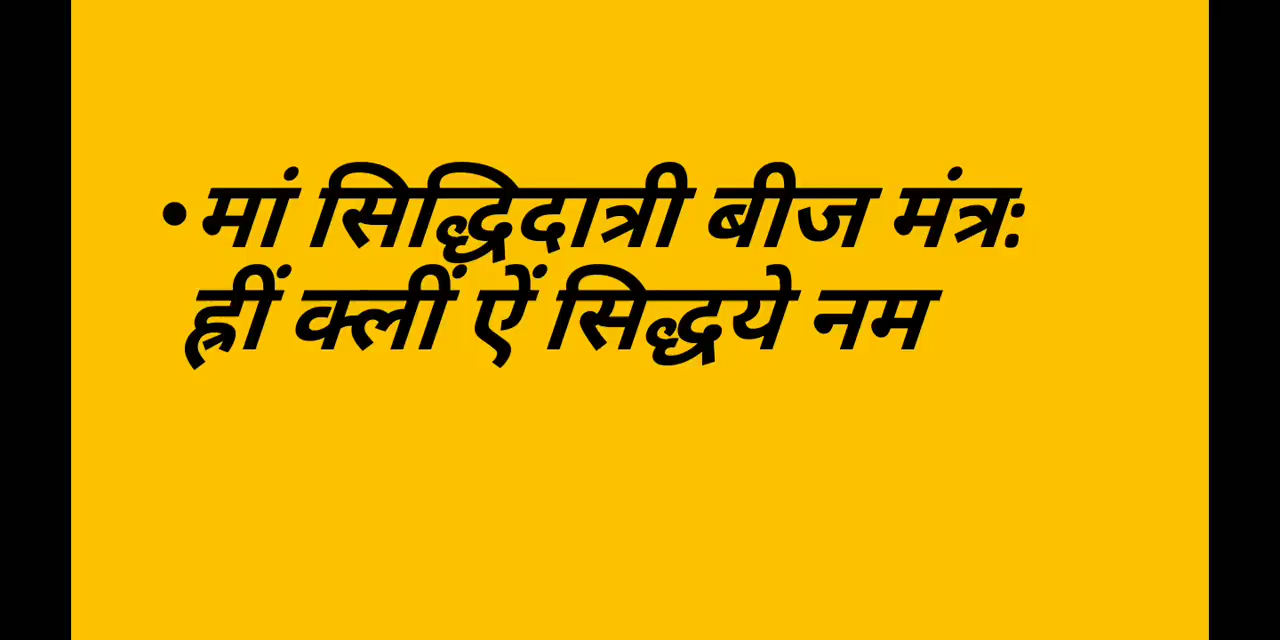 •मां सिद्धिदात्री बीज मंत्र:
ह्रीं क्लीं ऐं सिद्धये नम